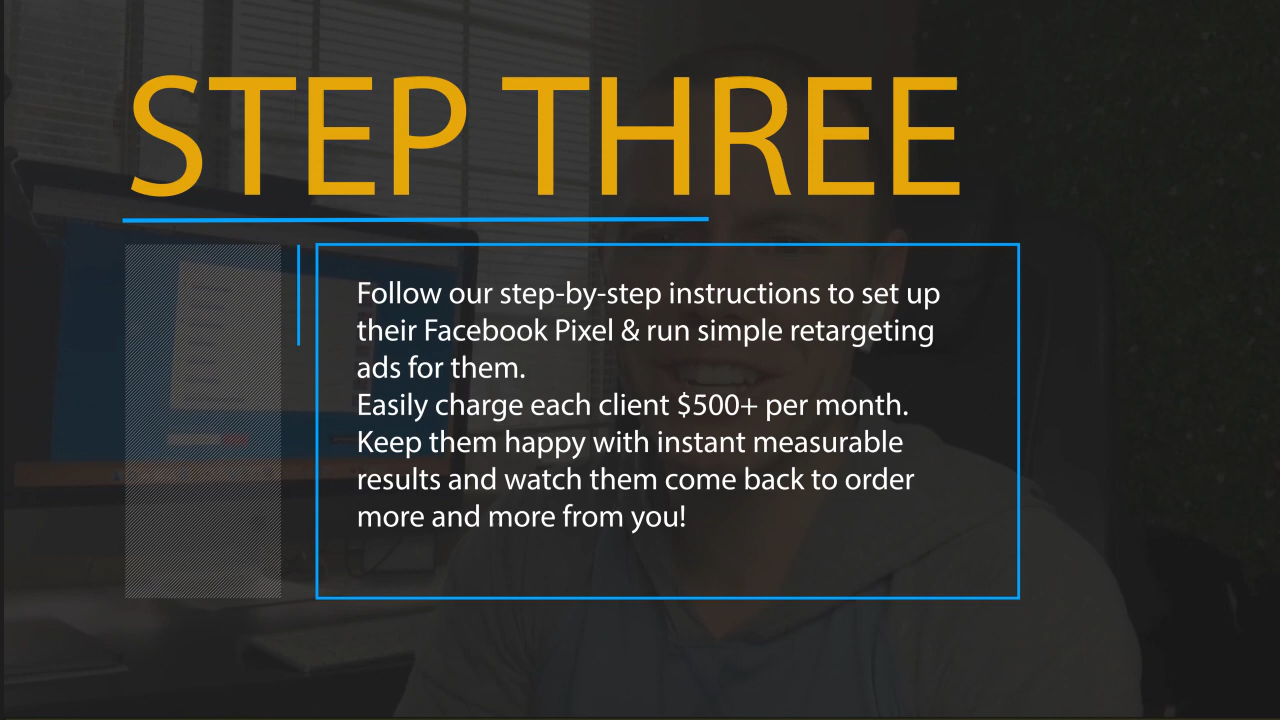 STEP THREE
Follow our step-by-step instructions to set up
their Facebook Pixel & run simple retargeting
ads for them.
Easily charge each client $500+ per month.
Keep them happy with instant measurable
results and watch them come back to order
more and more from you!